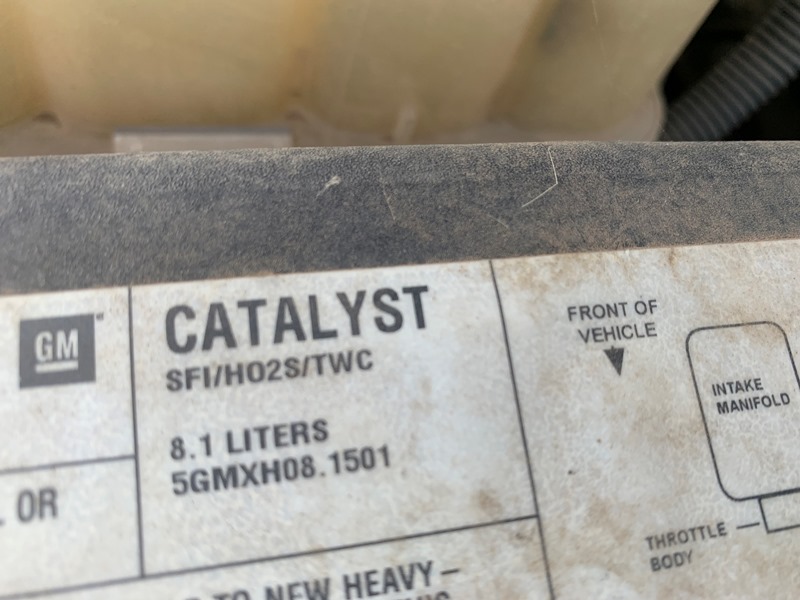 GM
CATALYST
SFI/HO2S/TWC
8.1 LITERS
5GMXH08.1501
OR
TO NEW HEAVY-
FRONT OF
VEHICLE
INTAKE
MANIFOLD
THROTTLE
BODY